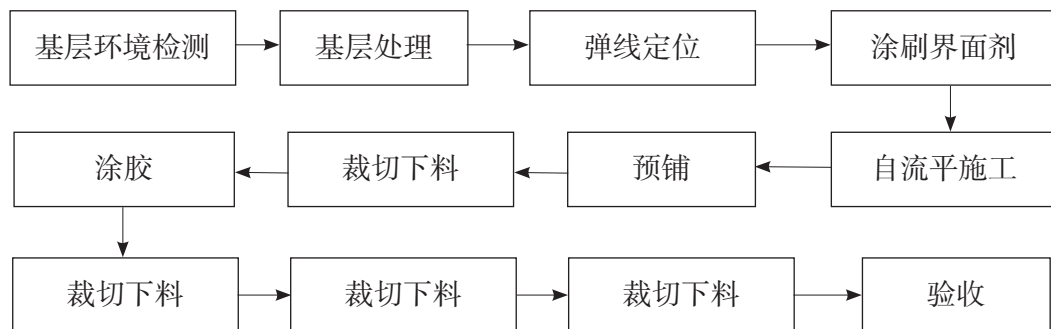 基层环境检测
基层处理
弹线定位
涂刷界面剂
自流平施工
预铺
裁切下料
涂胶
裁切下料
裁切下料
裁切下料
验收